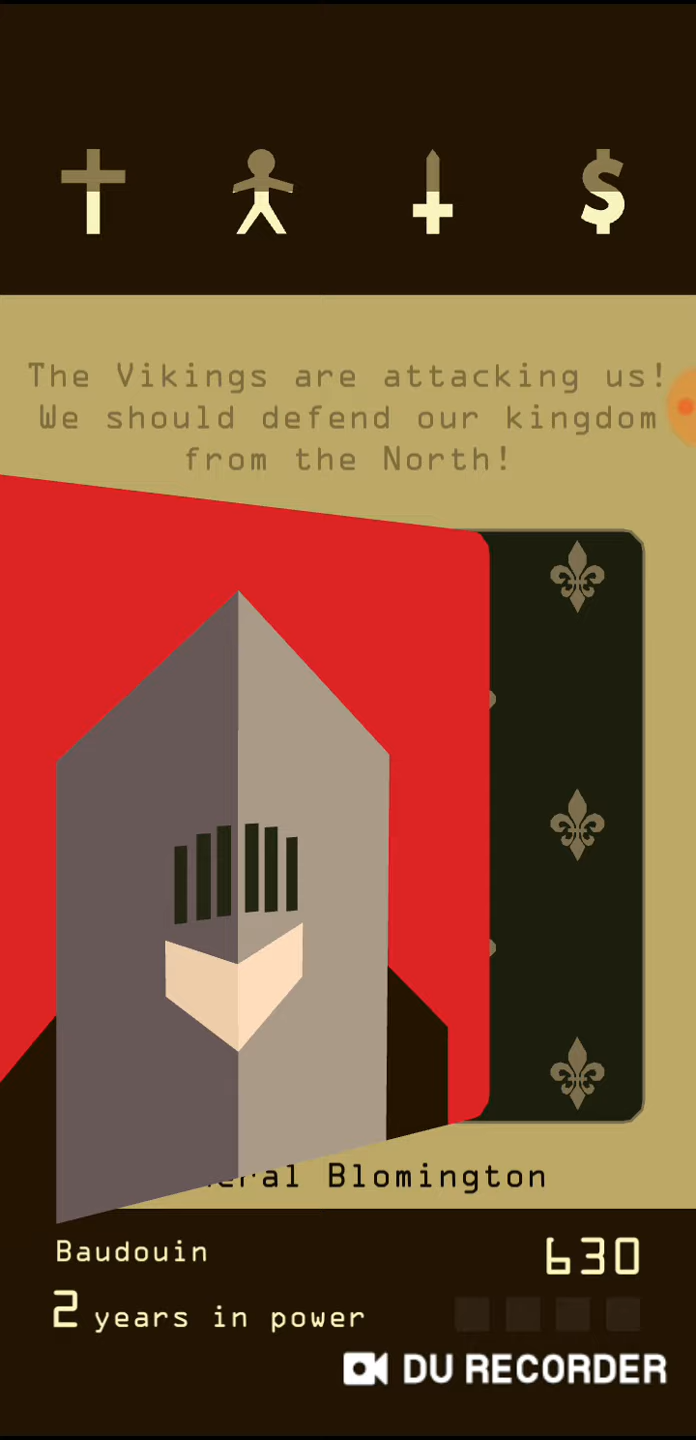 The Vikings are attacking us!
We should defend our kingdom
from the North!
Blomington
Baudouin
630
2 years in power
DU RECORDER